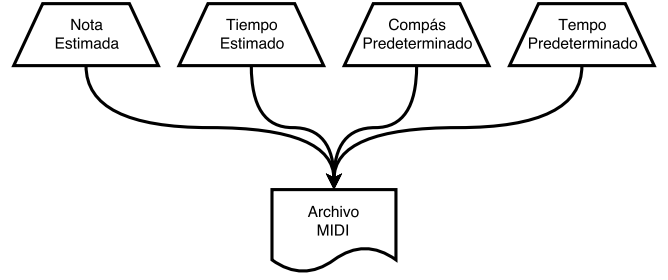 Nota
Estimada
Tiempo
Estimado
Compás
Predeterminado
Tempo
Predeterminado
Archivo
MIDI